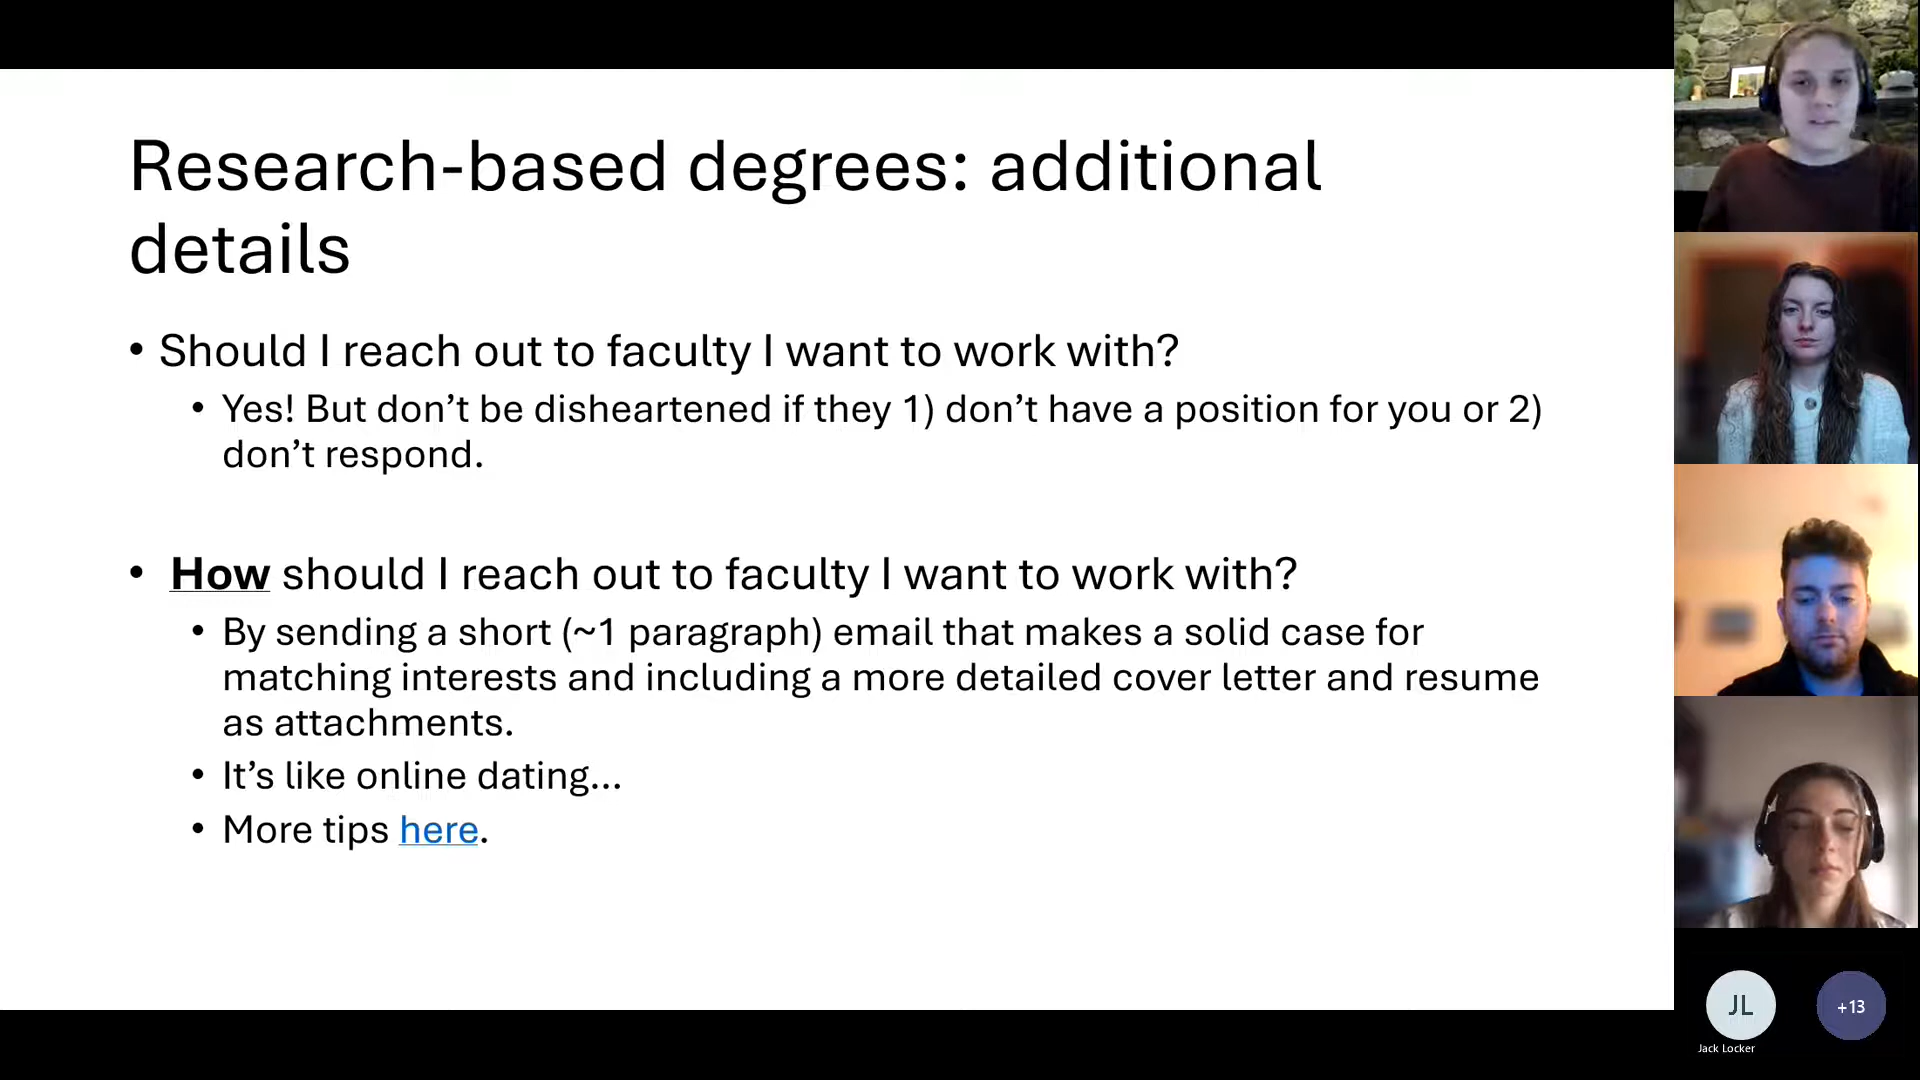 Research-based degrees: additional
details
• Should I reach out to faculty I want to work with?
• Yes! But don’t be disheartened if they 1) don’t have a position for you or 2)
don’t respond.
• How should I reach out to faculty I want to work with?
• By sending a short (~1 paragraph) email that makes a solid case for
matching interests and including a more detailed cover letter and resume
as attachments.
• It’s like online dating…
• More tips here.
JL
+13
Jack Locker